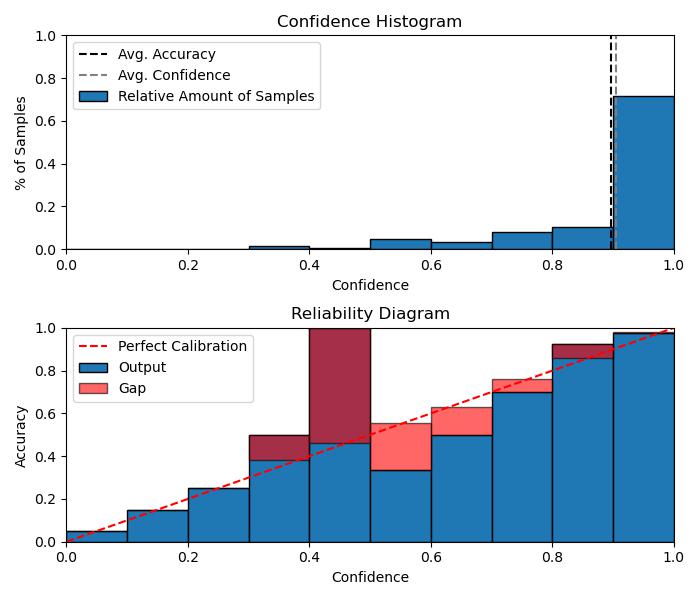 Confidence Histogram
1.0
0.8
0.6
0.4
0.2
0.0
% of Samples
Avg. Accuracy
Avg. Confidence
Relative Amount of Samples
0.0 0.2 0.4 0.6 0.8 1.0
Confidence
Reliability Diagram
1.0
0.8
0.6
0.4
0.2
0.0
Accuracy
Perfect Calibration
Output
Gap
0.0 0.2 0.4 0.6 0.8 1.0
Confidence